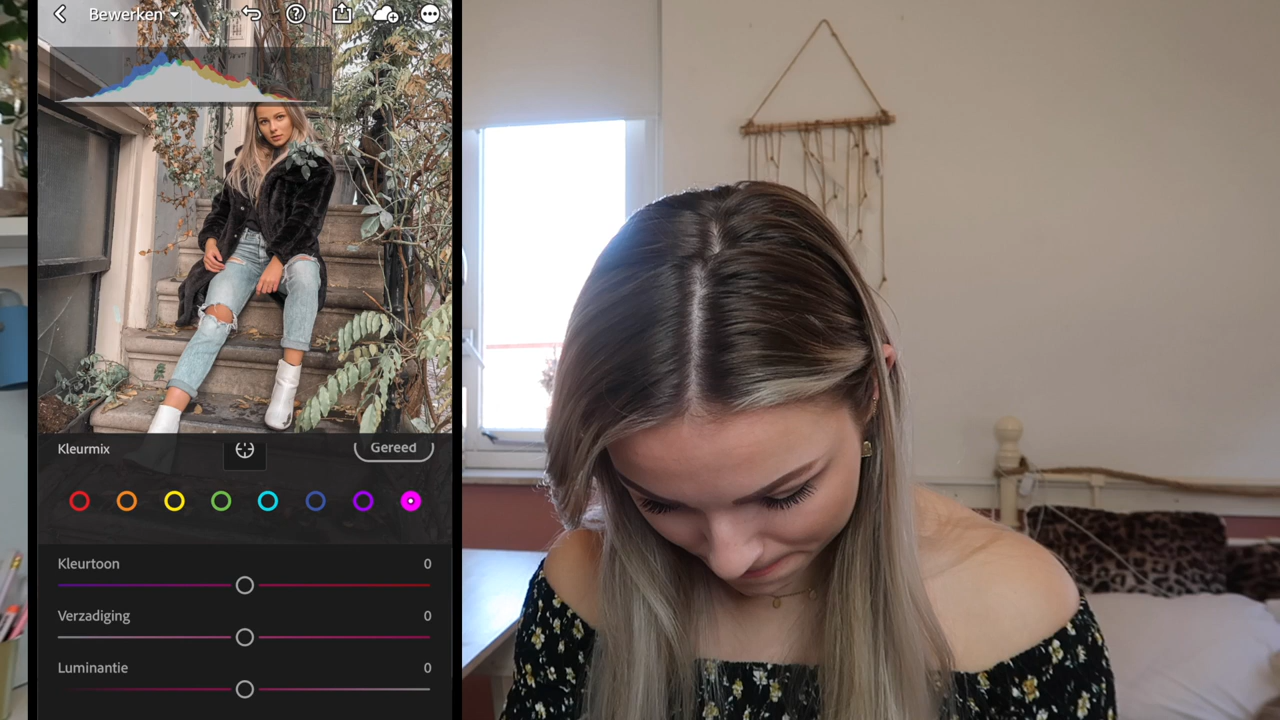 Bewerken
Kleurmix
Gereed
Kleurtoon 0
Verzadiging 0
Luminantie 0